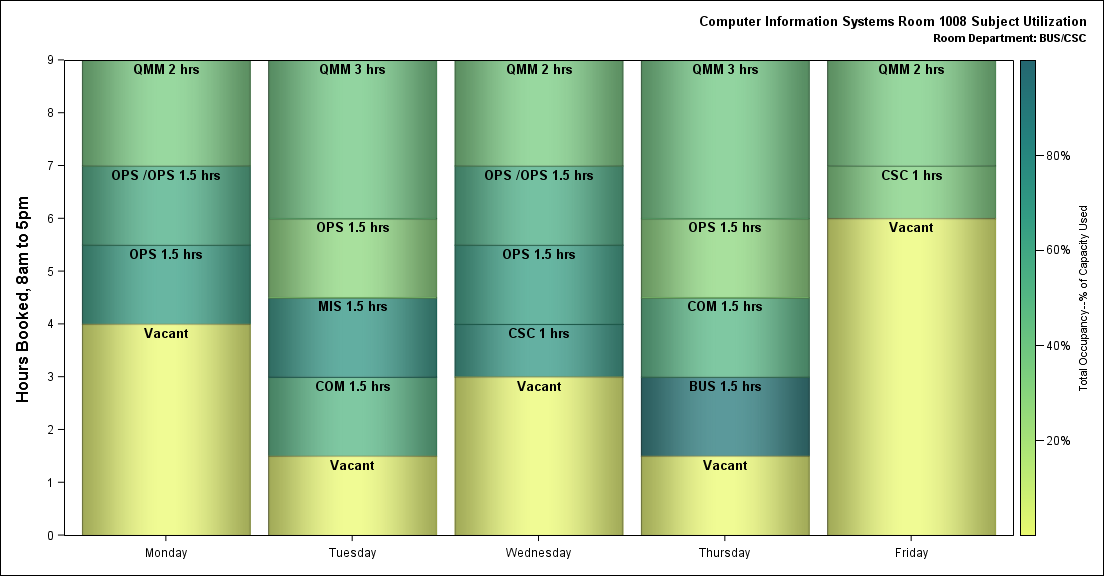 Computer Information Systems Room 1008 Subject Utilization
Room Department: BUS/CSC
Hours Booked, 8am to 5pm
9
8
7
6
5
4
3
2
1
0
QMM 2 hrs
OPS /OPS 1.5 hrs
OPS 1.5 hrs
Vacant
Monday
QMM 3 hrs
OPS 1.5 hrs
MIS 1.5 hrs
COM 1.5 hrs
Vacant
Tuesday
QMM 2 hrs
OPS /OPS 1.5 hrs
OPS 1.5 hrs
CSC 1 hrs
Vacant
Wednesday
QMM 3 hrs
OPS 1.5 hrs
COM 1.5 hrs
BUS 1.5 hrs
Vacant
Thursday
QMM 2 hrs
CSC 1 hrs
Vacant
Friday
80%
60%
40%
20%
Total Occupancy--% of Capacity Used